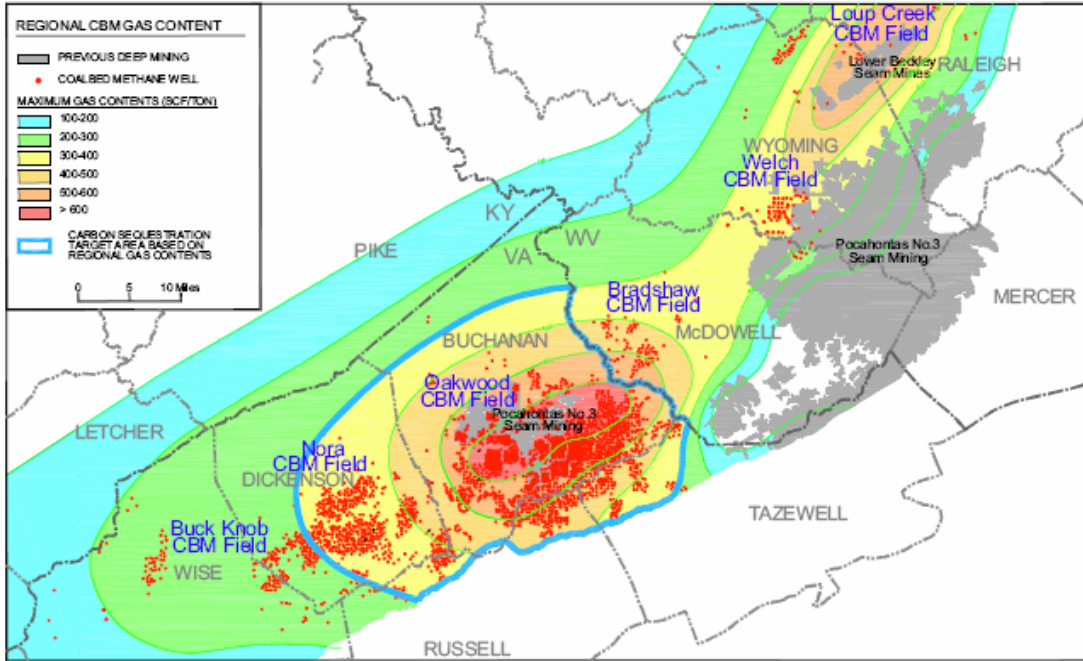 REGIONAL CBM GAS CONTENT
PREVIOUS DEEP MINING
COALBED METHANE WELL
MAXIMUM GAS CONTENTS (SCF/TON)
100-200
200-300
300-400
400-500
500-600
> 600
CARBON SEQUESTRATION
TARGET AREA BASED ON
REGIONAL GAS CONTENTS
0 5 10 Miles
Loup Creek
CBM Field
Lower Beckley
Seam Mines
RALEIGH
WYOMING
Welch
CBM Field
KY
WV
PIKE
VA
Pocahontas No.3
Seam Mining
MERCER
Bradshaw
CBM Field
McDOWELL
BUCHANAN
Oakwood
CBM Field
Pocahontas No.3
Seam Mining
LETCHER
Nora
CBM Field
DICKENSON
TAZEWELL
Buck Knob
CBM Field
WISE
RUSSELL